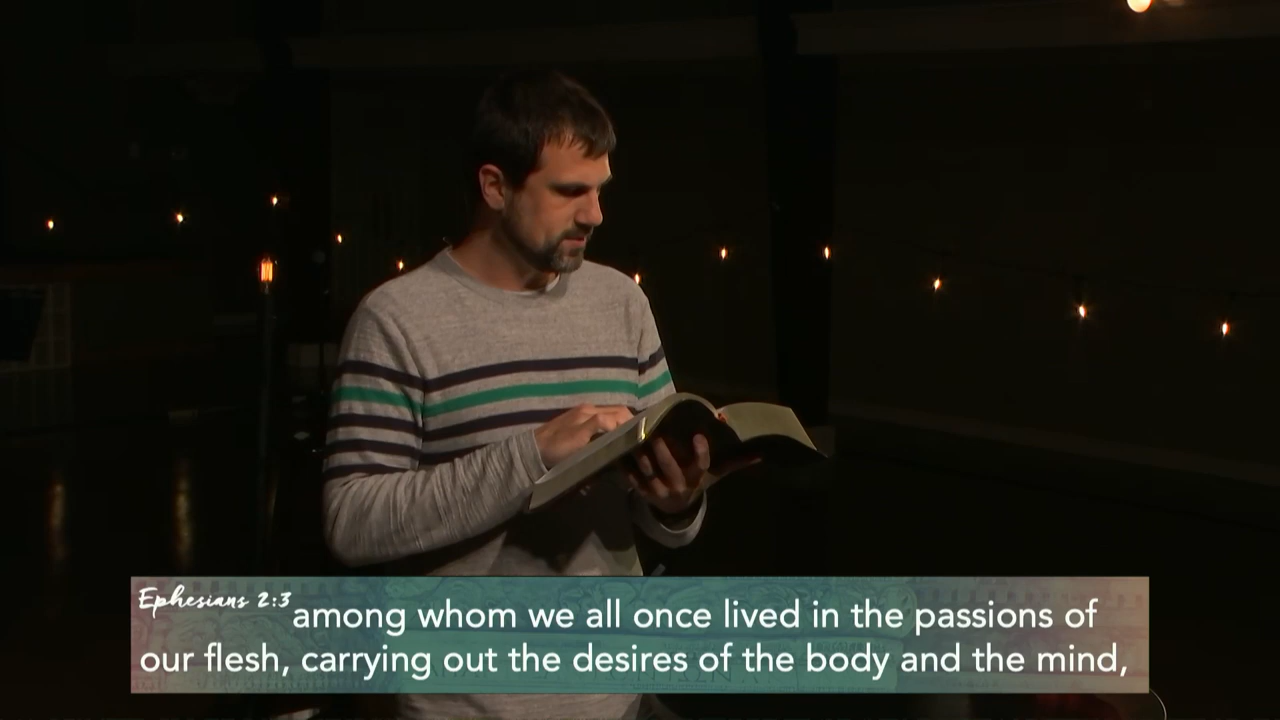 Ephesians 2:3 among whom we all once lived in the passions of
our flesh, carrying out the desires of the body and the mind,